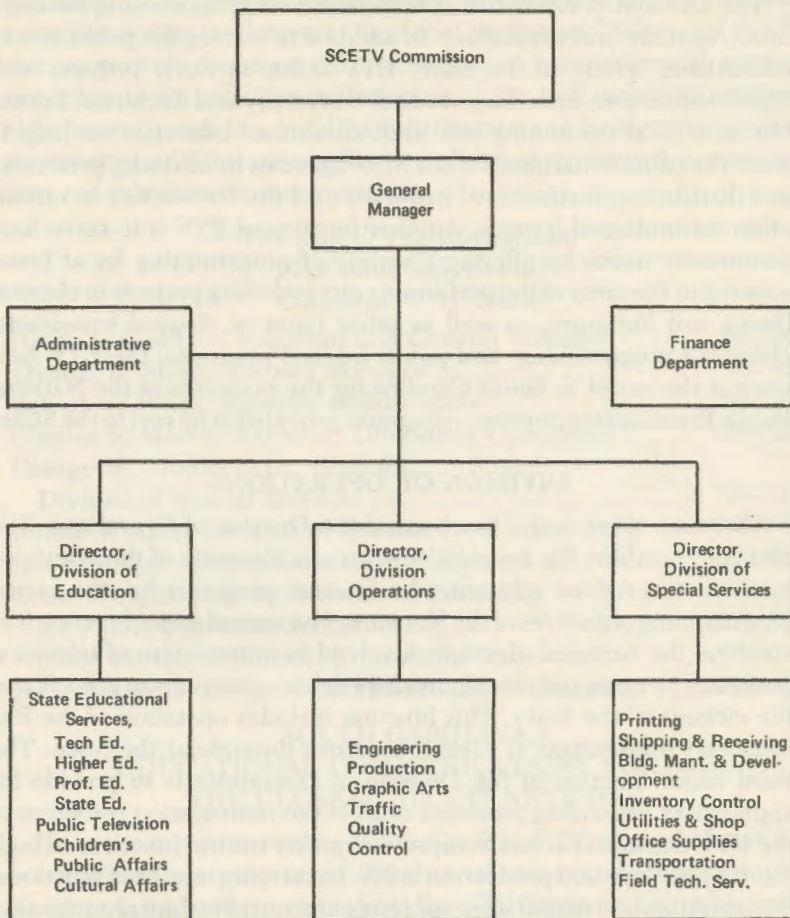 SCETV Commission
General
Manager
Administrative
Department
Finance
Department
Director,
Division of
Education
Director,
Division
Operations
Director,
Division of
Special Services
State Educational
Services,
Tech Ed.
Higher Ed.
Prof. Ed.
State Ed.
Public Television
Children's
Public Affairs
Cultural Affairs
Engineering
Production
Graphic Arts
Traffic
Quality
Control
Printing
Shipping & Receiving
Bldg. Mant. & Devel-
opment
Inventory Control
Utilities & Shop
Office Supplies
Transportation
Field Tech. Serv.